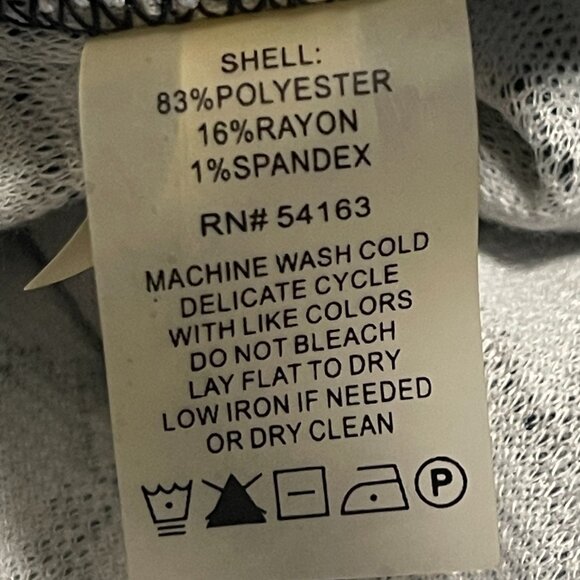 SHELL:
83%POLYESTER
16%RAYON
1%SPANDEX
RN# 54163
MACHINE WASH COLD
DELICATE CYCLE
WITH LIKE COLORS
DO NOT BLEACH
LAY FLAT TO DRY
LOW IRON IF NEEDED
OR DRY CLEAN
P